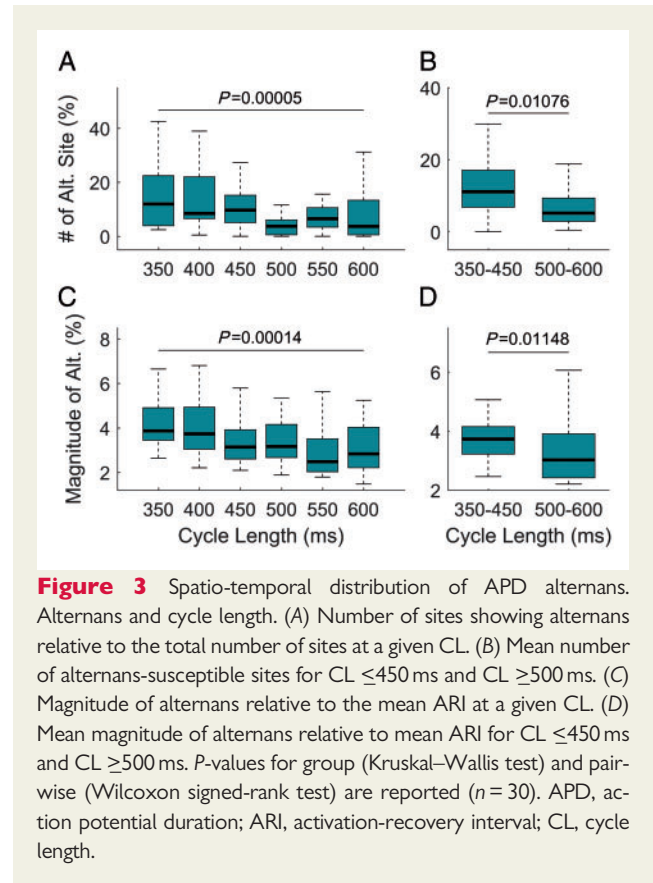 A
B
P=0.00005
P=0.01076
# of Alt. Site (%)
40
20
0
40
20
0
350 400 450 500 550 600
350-450 500-600
C
D
P=0.00014
P=0.01148
Magnitude of Alt. (%)
8
6
4
2
6
4
2
350 400 450 500 550 600
350-450 500-600
Cycle Length (ms)
Cycle Length (ms)
Figure 3 Spatio-temporal distribution of APD alternans.
Alternans and cycle length. (A) Number of sites showing alternans
relative to the total number of sites at a given CL. (B) Mean number
of alternans-susceptible sites for CL ≤450 ms and CL ≥500 ms. (C)
Magnitude of alternans relative to the mean ARI at a given CL. (D)
Mean magnitude of alternans relative to mean ARI for CL ≤450 ms
and CL ≥500 ms. P-values for group (Kruskal–Wallis test) and pair-
wise (Wilcoxon signed-rank test) are reported (n = 30). APD, ac-
tion potential duration; ARI, activation-recovery interval; CL, cycle
length.